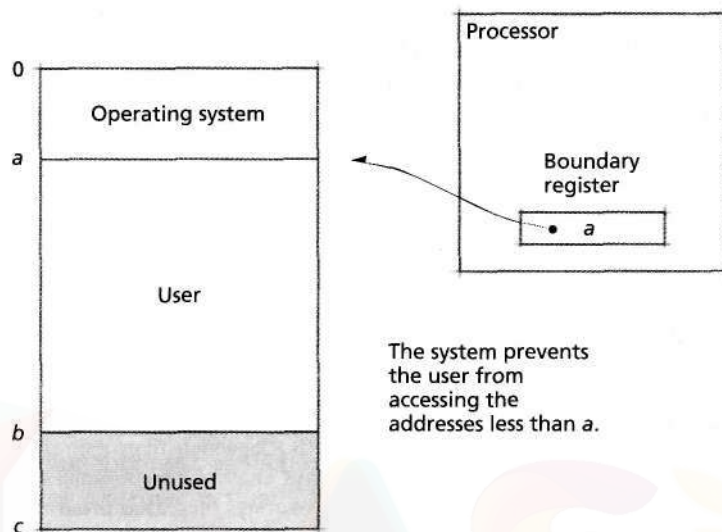 0
Operating system
a
User
b
Unused
c
Processor
Boundary
register
a
The system prevents
the user from
accessing the
addresses less than a.